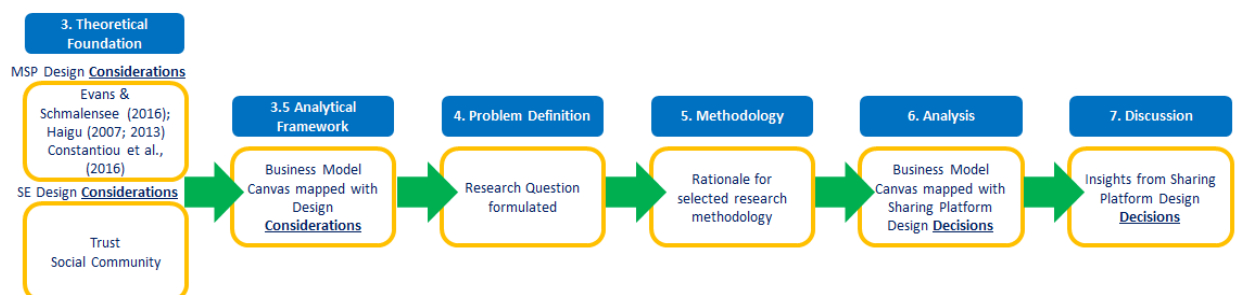 3. Theoretical
Foundation
MSP Design Considerations
Evans &
Schmalensee (2016);
Haigu (2007; 2013)
Constantiou et al.,
(2016)
SE Design Considerations
Trust
Social Community
3.5 Analytical
Framework
Business Model
Canvas mapped with
Design
Considerations
4. Problem Definition
Research Question
formulated
5. Methodology
Rationale for
selected research
methodology
6. Analysis
Business Model
Canvas mapped with
Sharing Platform
Design Decisions
7. Discussion
Insights from Sharing
Platform Design
Decisions